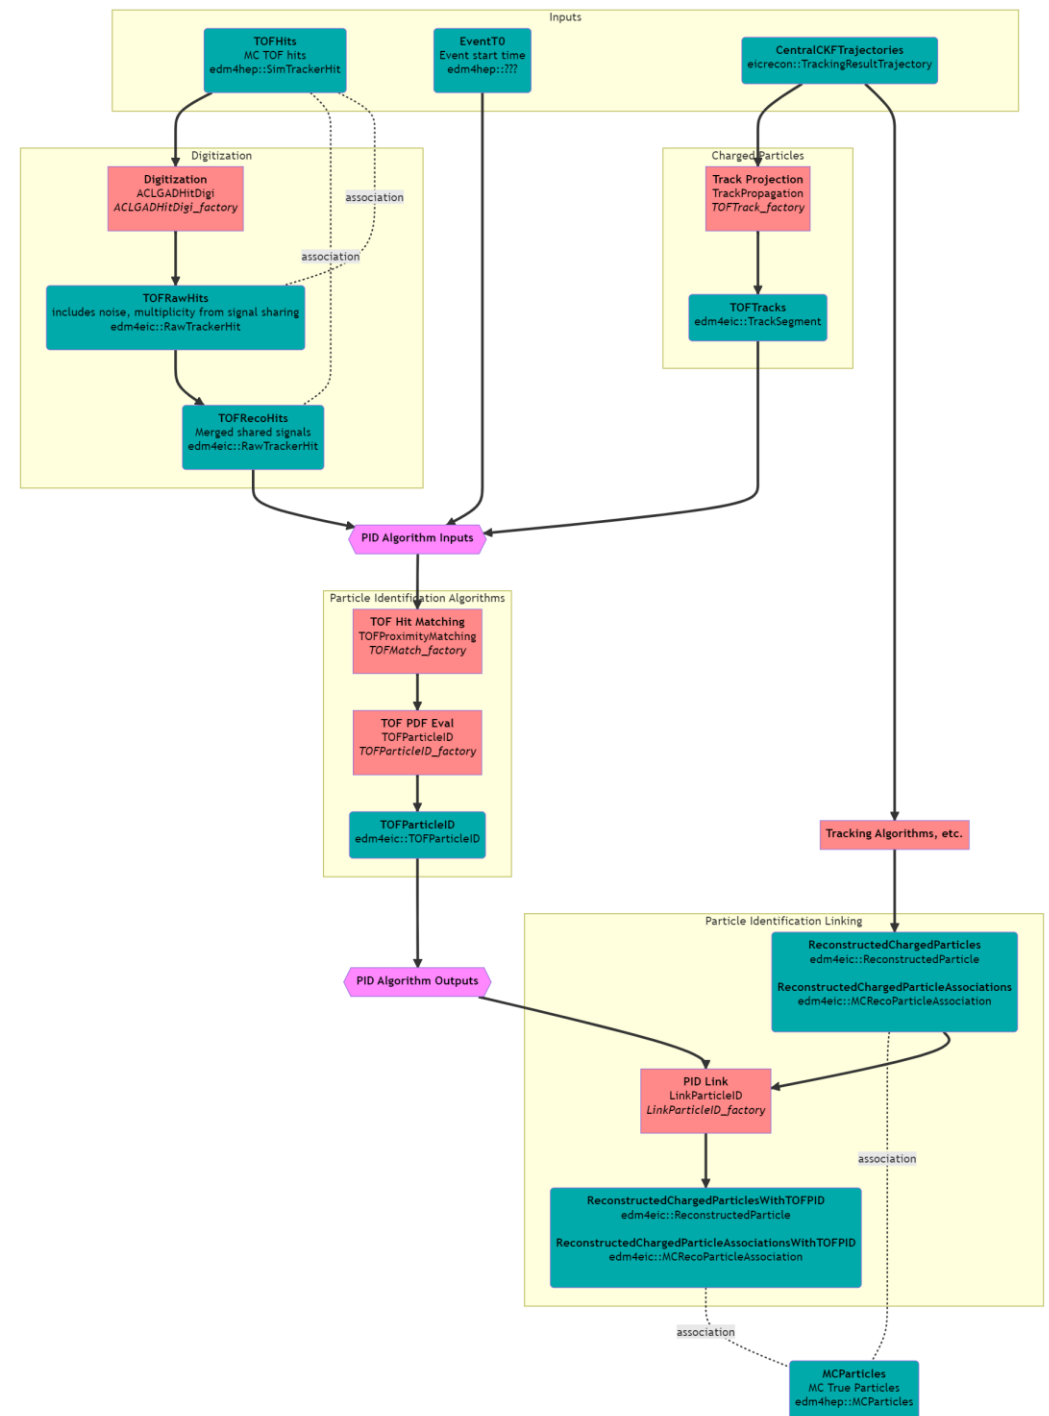 Inputs
TOFHits
MC TOF hits
edm4hep::SimTrackerHit
EventT0
Event start time
edm4hep::???
CentralCKFTrajectories
eicrecon::TrackingResultTrajectory
Digitization
Digitization
ACLGADHitDigi
ACLGADHitDigi_factory
association
association
TOFRawHits
includes noise, multiplicity from signal sharing
edm4eic::RawTrackerHit
TOFRecoHits
Merged shared signals
edm4eic::RawTrackerHit
Charged Particles
Track Projection
TrackPropagation
TOFTrack_factory
TOFTracks
edm4eic::TrackSegment
PID Algorithm Inputs
Particle Identification Algorithms
TOF Hit Matching
TOFProximityMatching
TOFMatch_factory
TOF PDF Eval
TOFParticleID
TOFParticleID_factory
TOFParticleID
edm4eic::TOFParticleID
Tracking Algorithms, etc.
PID Algorithm Outputs
Particle Identification Linking
ReconstructedChargedParticles
edm4eic::ReconstructedParticle
ReconstructedChargedParticleAssociations
edm4eic::MCRecoParticleAssociation
PID Link
LinkParticleID
LinkParticleID_factory
association
ReconstructedChargedParticlesWithTOFPID
edm4eic::ReconstructedParticle
ReconstructedChargedParticleAssociationsWithTOFPID
edm4eic::MCRecoParticleAssociation
association
MCParticles
MC True Particles
edm4hep::MCParticles